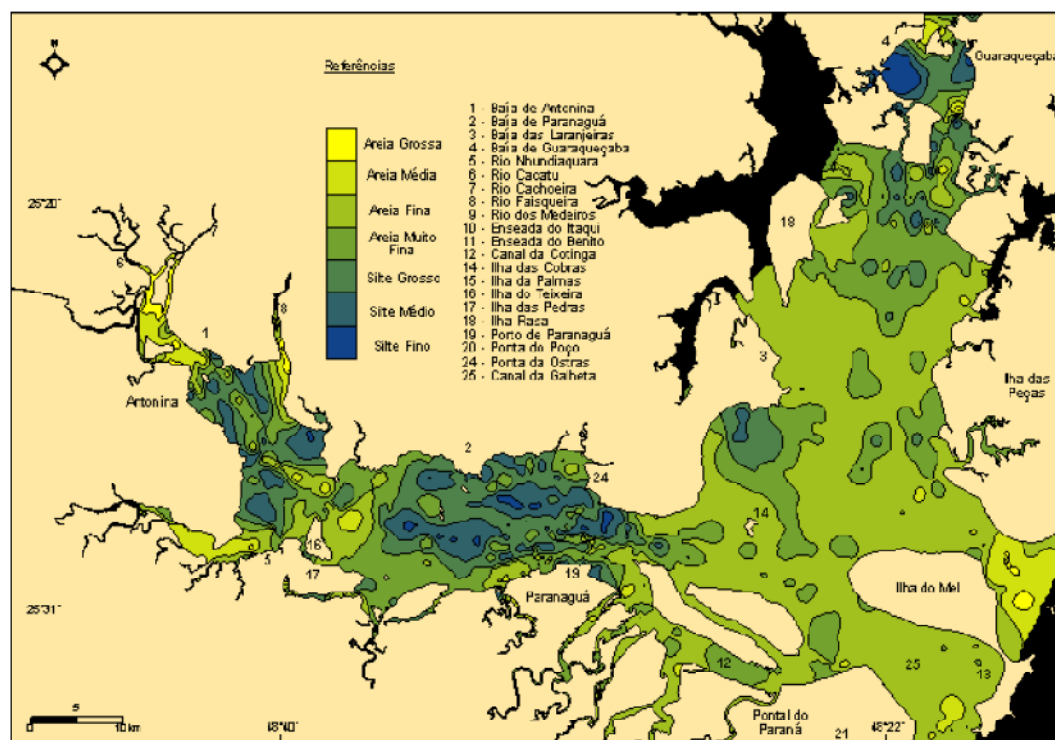 N
Referências
Areia Grossa
Areia Média
Areia Fina
Areia Muito
Fina
Silte Grosso
Silte Médio
Silte Fino
1 - Baía de Antonina
2 - Baía de Paranaguá
3 - Baía das Laranjeiras
4 - Baía de Guaraqueçaba
5 - Rio Nhundiaquara
6 - Rio Cacatu
7 - Rio Cachoeira
8 - Rio Faisqueira
9 - Rio dos Medeiros
10 - Enseada do Itaqui
11 - Enseada do Benito
12 - Canal da Cotinga
14 - Ilha das Cobras
15 - Ilha da Palmas
16 - Ilha do Teixeira
17 - Ilha das Pedras
18 - Ilha Rasa
19 - Porto de Paranaguá
20 - Ponta do Poço
24 - Ponta da Ostras
25 - Canal da Galheta
4
Guaraqueçaba
25°20'
18
6
8
1
3
Ilha das
Peças
Antonina
2
24
14
5
16
17
19
Paranaguá
Ilha do Mel
25°31'
12
25
13
5
10km
48°40'
Pontal do
Paraná
21
48°22'